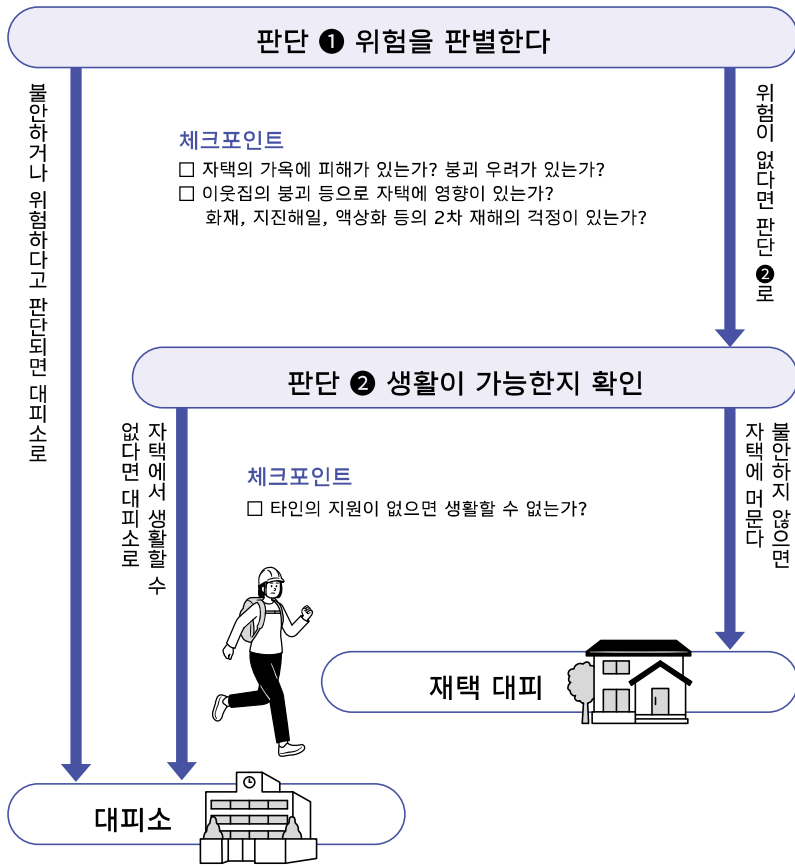 판단 ❶ 위험을 판별한다
불안하거나 위험하다고 판단되면 대피소로
체크포인트
□ 자택의 가옥에 피해가 있는가? 붕괴 우려가 있는가?
□ 이웃집의 붕괴 등으로 자택에 영향이 있는가?
화재, 지진해일, 액상화 등의 2차 재해의 걱정이 있는가?
위험이 없다면 판단 ❷로
판단 ❷ 생활이 가능한지 확인
자택에서 생활할 수
없다면 대피소로
체크포인트
□ 타인의 지원이 없으면 생활할 수 없는가?
불안하지 않으면
자택에 머문다
재택 대피
대피소